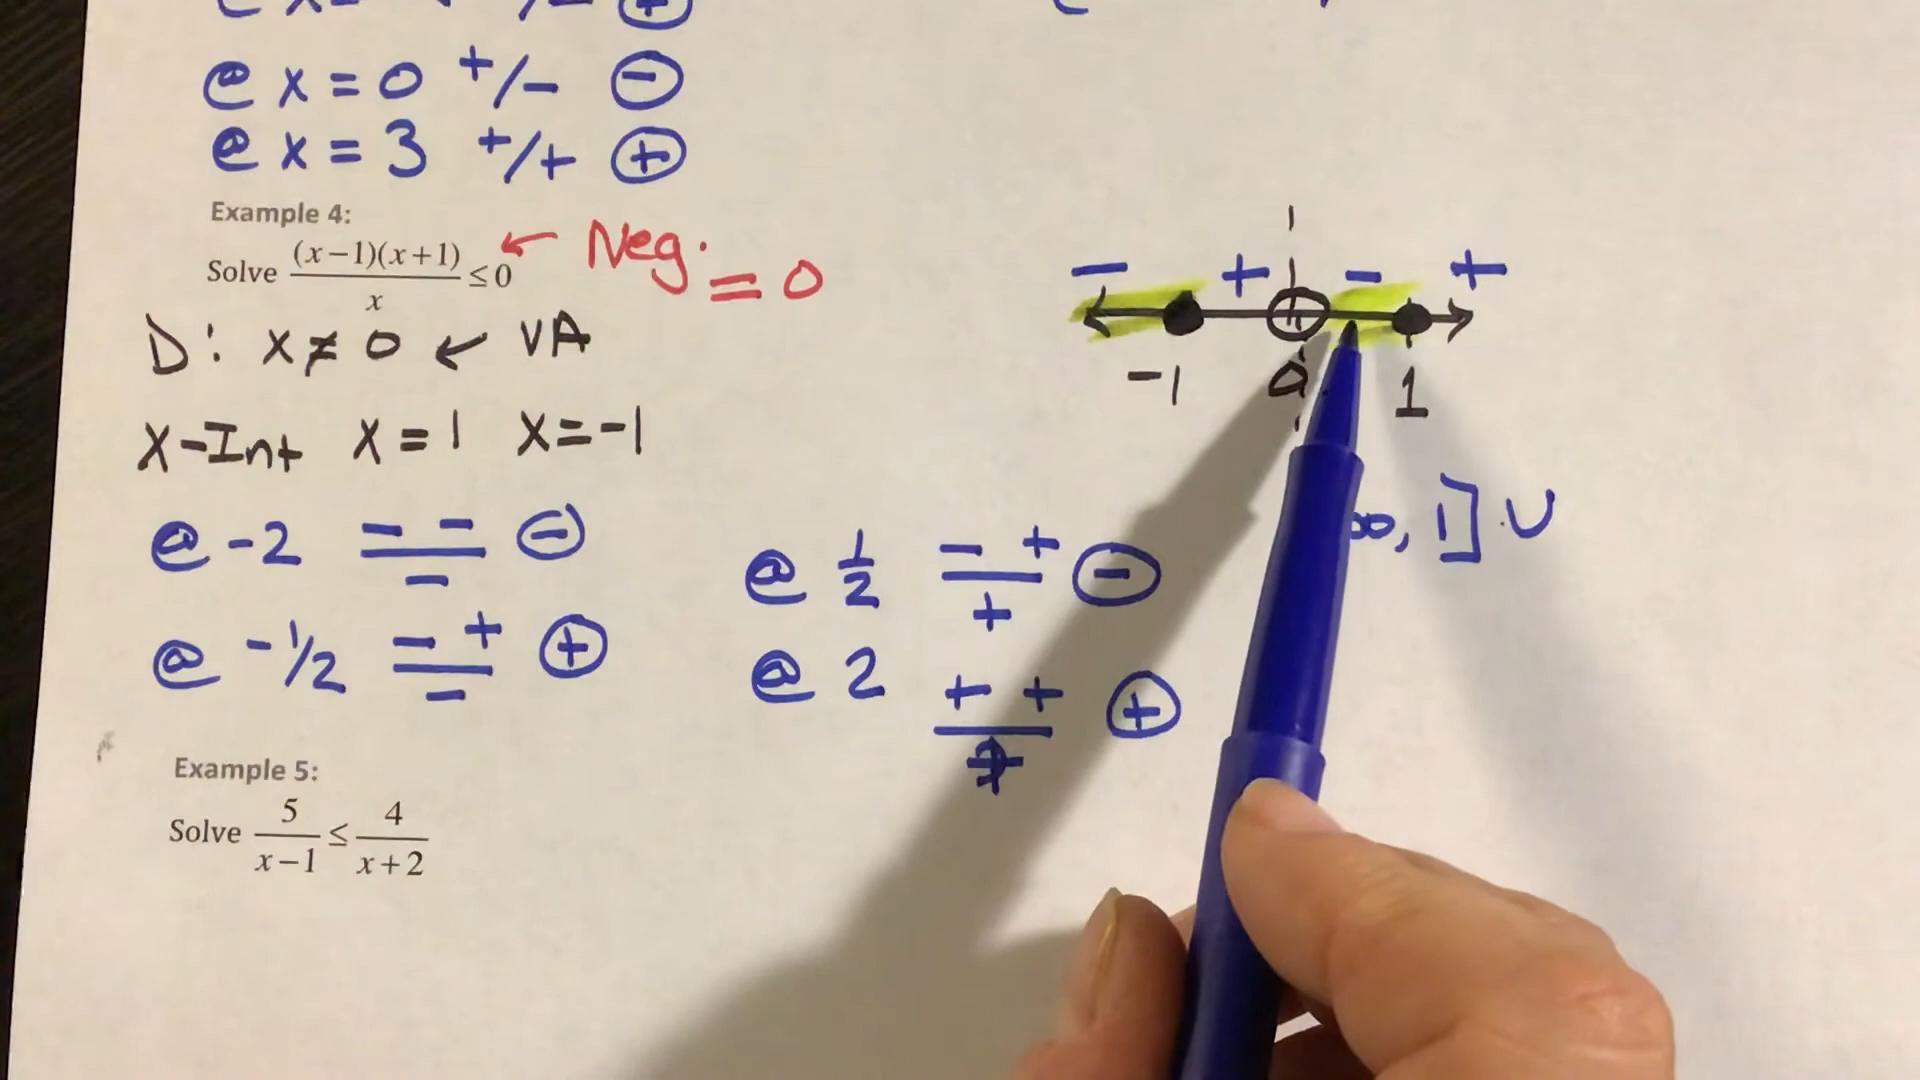 @ x = 0 +/- -
@ x = 3 +/+ +
Example 4:
Solve (x−1)(x+1)/x ≤ 0 ← Neg. = 0
D: x ≠ 0 ← VA
X-Int x = 1 x = -1
@ -2 - - / - -
@ -1/2 - + / - +
@ 1/2 - + / + -
@ 2 + + / + +
- + - +
-1 0 1
∞, 1] ∪
Example 5:
Solve 5/x−1 ≤ 4/x+2